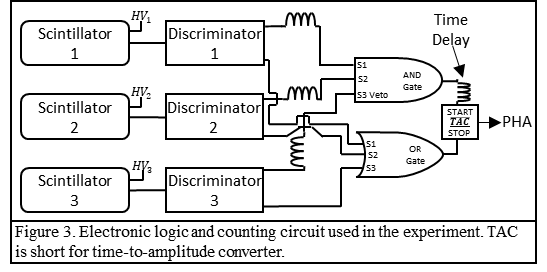 Time
Delay
HV₁
Scintillator
1
Discriminator
1
S1
S2
S3 Veto
AND
Gate
HV₂
Scintillator
2
Discriminator
2
START
TAC
STOP
PHA
S1
S2
S3
OR
Gate
HV₃
Scintillator
3
Discriminator
3
Figure 3. Electronic logic and counting circuit used in the experiment. TAC
is short for time-to-amplitude converter.